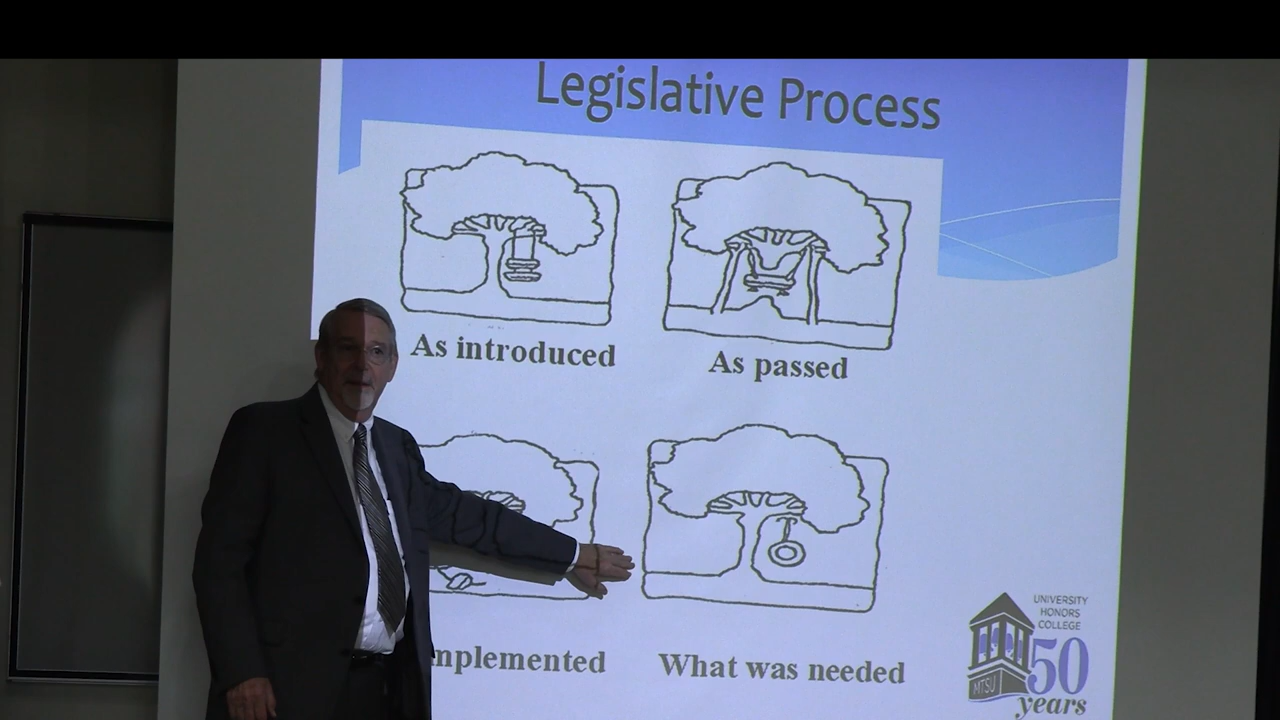 Legislative Process
As introduced
As passed
mplemented
What was needed
UNIVERSITY
HONORS
COLLEGE
50
MTSU
years